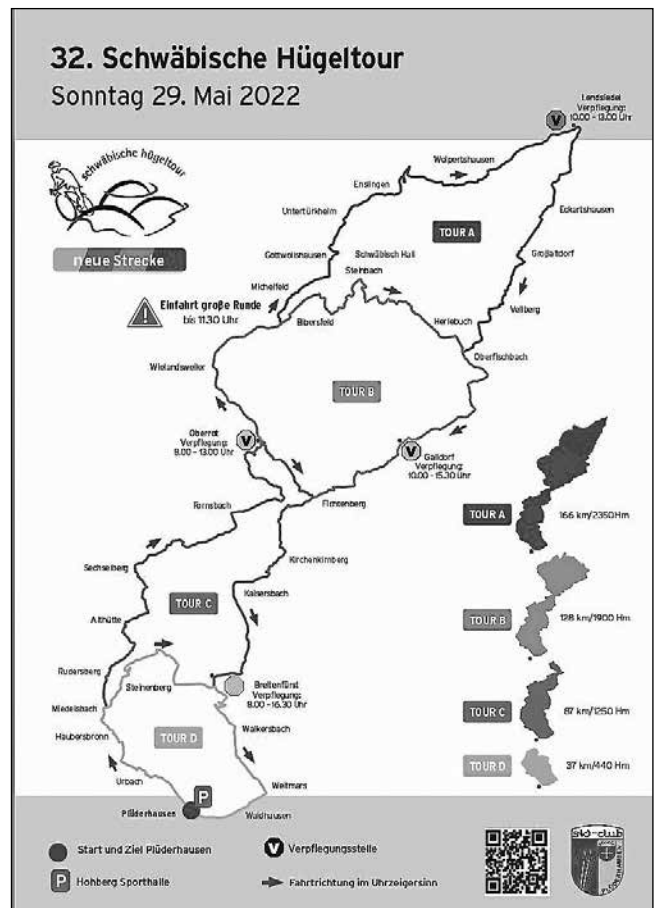 32. Schwäbische Hügeltour
Sonntag 29. Mai 2022
schwäbische hügeltour
neue Strecke
Einfahrt große Runde
bis 11.30 Uhr
Lendsiedel
Verpflegung:
10.00 - 13.00 Uhr
V
Wolpertshausen
Enslingen
Eckartshausen
Untertürkheim
TOUR A
Gottwollshausen
Schwäbisch Hall
Steinbach
Großaltdorf
Michelfeld
Vellberg
Bibersfeld
Herlebuch
Oberfischbach
Wielandsweiler
TOUR B
Oberrot
Verpflegung:
8.00 - 13.00 Uhr
V
V
Gaildorf
Verpflegung:
10.00 - 15.30 Uhr
Fornsbach
Fichtenberg
TOUR A
166 km/2350 Hm
Sechselberg
Kirchenkirnberg
Kaisersbach
TOUR C
Althütte
TOUR B
128 km/1900 Hm
Rudersberg
Steinenberg
Breitenfürst
Verpflegung:
8.00 - 16.30 Uhr
Miedelsbach
Haubersbronn
Walkersbach
TOUR C
87 km/1250 Hm
TOUR D
Urbach
Weitmars
TOUR D
37 km/440 Hm
P
Plüderhausen
Waldhausen
Start und Ziel Plüderhausen
V Verpflegungsstelle
P Hohberg Sporthalle
Fahrtrichtung im Uhrzeigersinn
ski-club
PLÜDERHAUSEN